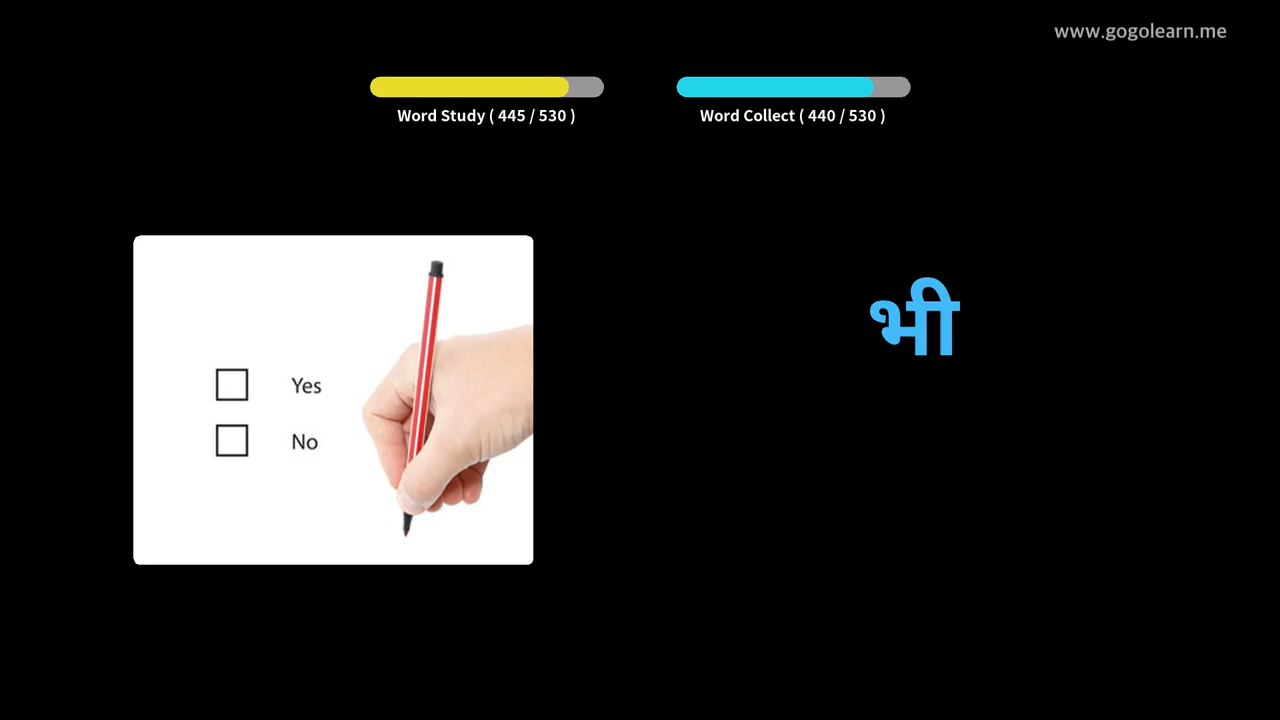 www.gogolearn.me
Word Study ( 445 / 530 )
Word Collect ( 440 / 530 )
Yes
No
भी